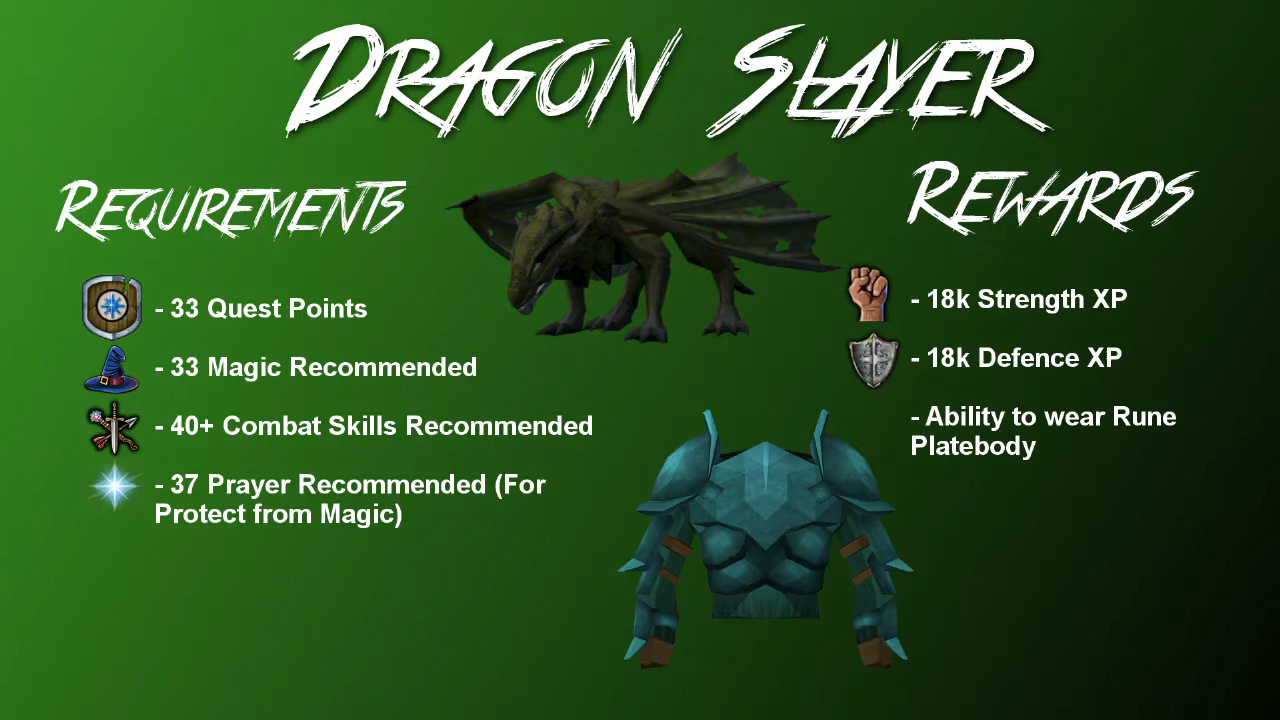 Dragon Slayer
Requirements
- 33 Quest Points
- 33 Magic Recommended
- 40+ Combat Skills Recommended
- 37 Prayer Recommended (For
Protect from Magic)
Rewards
- 18k Strength XP
- 18k Defence XP
- Ability to wear Rune
Platebody